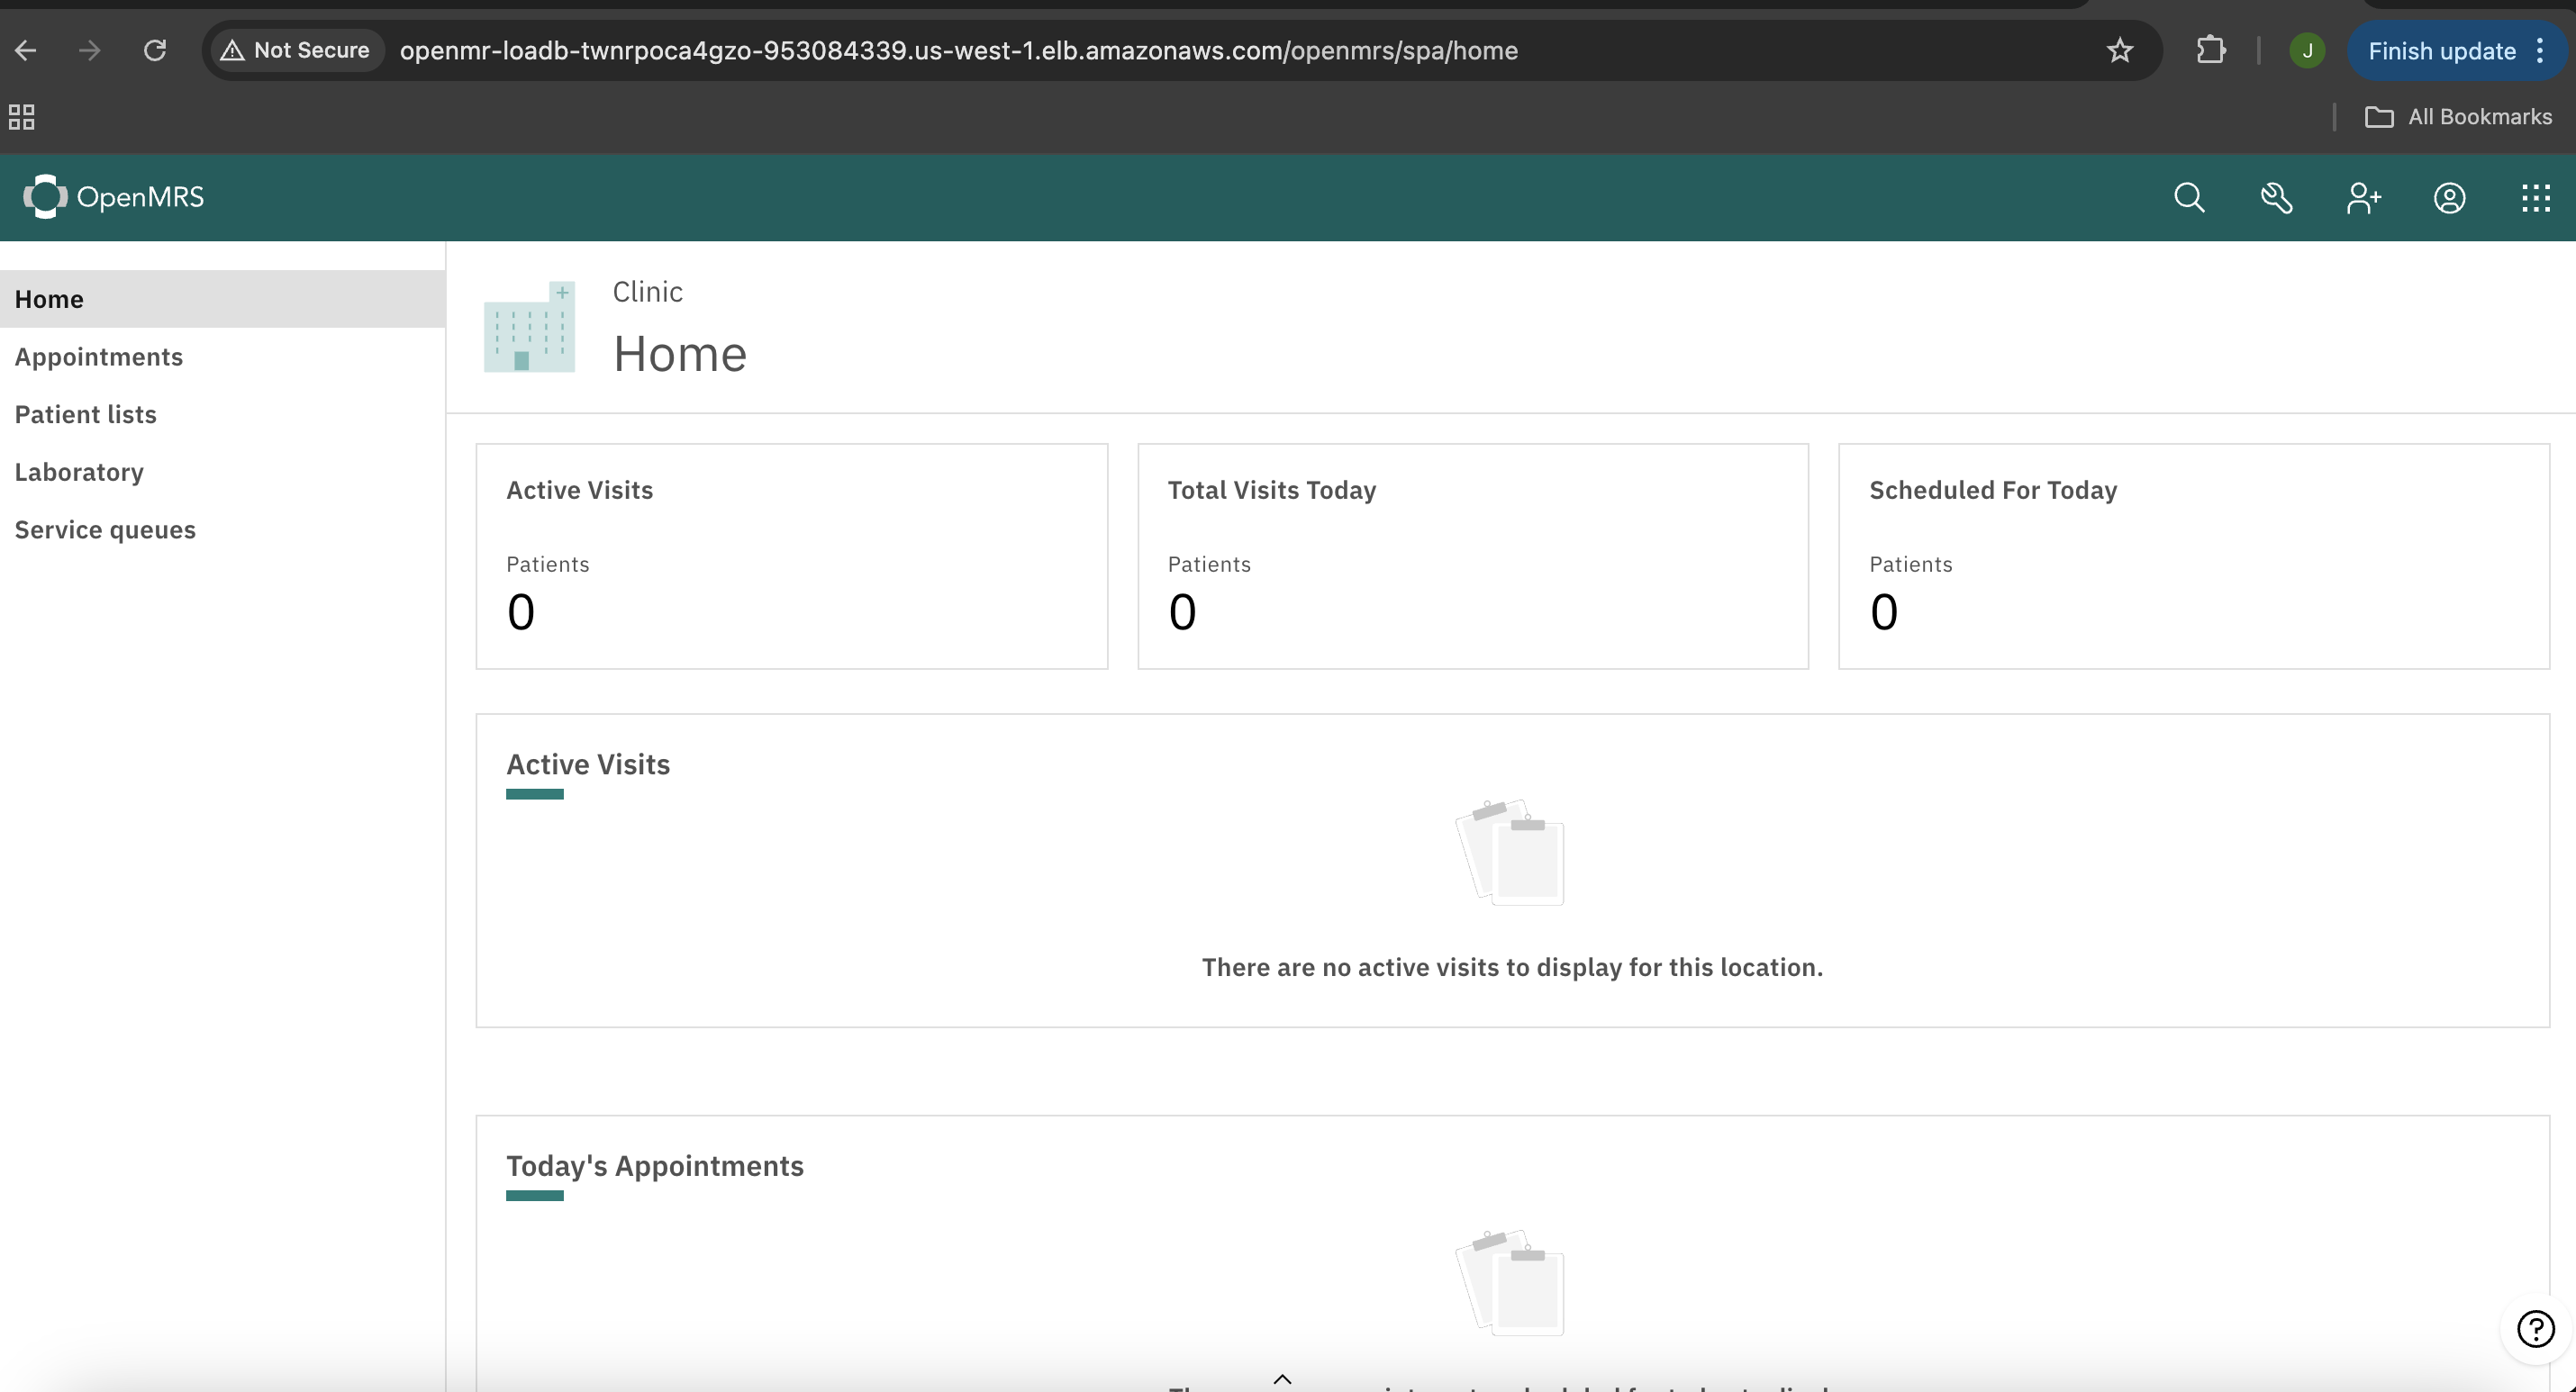 Not Secure openmr-loadb-twnrpoca4gzo-953084339.us-west-1.elb.amazonaws.com/openmrs/spa/home J Finish update
All Bookmarks
OpenMRS
Home
Appointments
Patient lists
Laboratory
Service queues
Clinic
Home
Active Visits
Patients
0
Total Visits Today
Patients
0
Scheduled For Today
Patients
0
Active Visits
There are no active visits to display for this location.
Today's Appointments